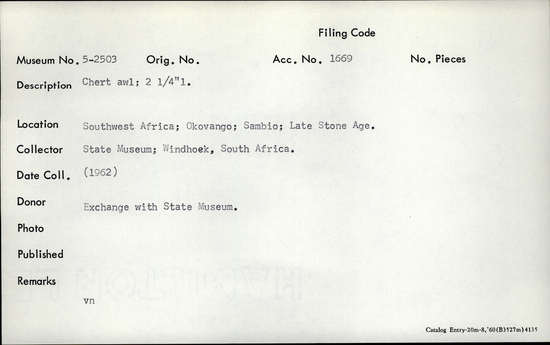 Filing Code
Museum No. 5-2503 Orig. No. Acc. No. 1669 No. Pieces
Description Chert awl; 2 1/4"l.
Location Southwest Africa; Okovango; Sambio; Late Stone Age.
Collector State Museum; Windhoek, South Africa.
Date Coll. (1962)
Donor Exchange with State Museum.
Photo
Published
Remarks
vn
Catalog Entry-20m-8,'60(B3527m)4135